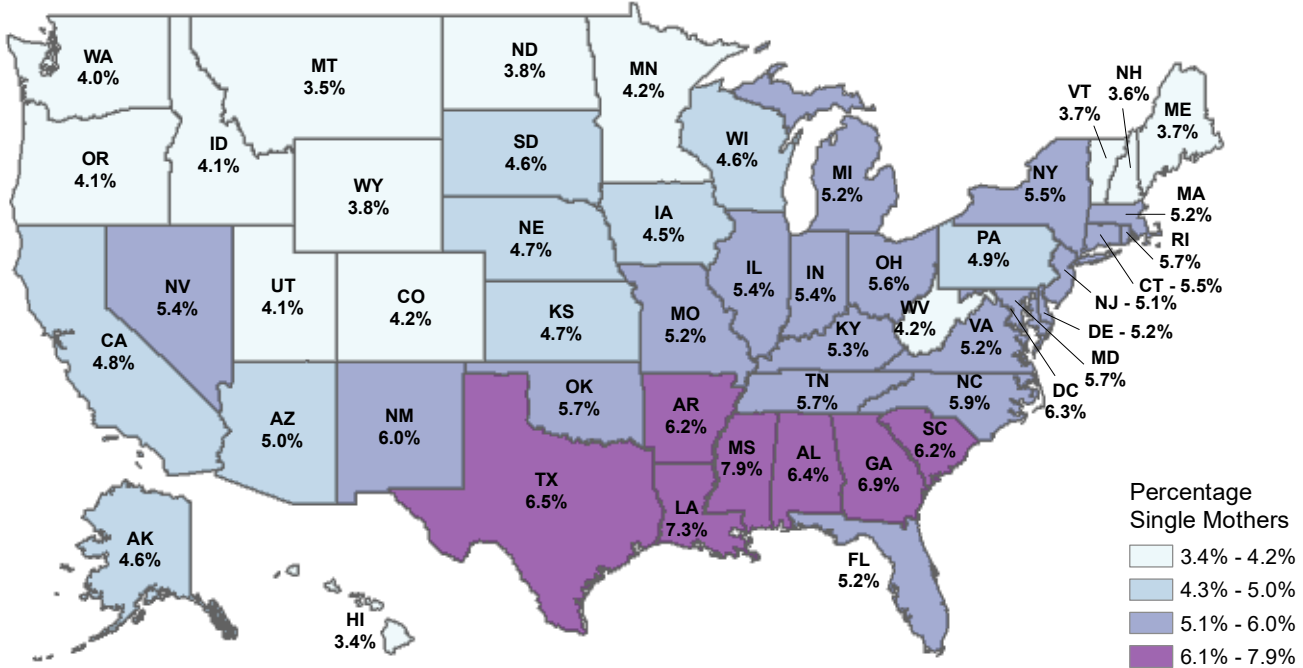 WA
4.0%
MT
3.5%
ND
3.8%
MN
4.2%
VT
3.7%
NH
3.6%
ME
3.7%
OR
4.1%
ID
4.1%
WY
3.8%
SD
4.6%
WI
4.6%
MI
5.2%
NY
5.5%
MA
5.2%
RI
5.7%
CT - 5.5%
NJ - 5.1%
DE - 5.2%
MD
5.7%
DC
6.3%
NV
5.4%
UT
4.1%
CO
4.2%
NE
4.7%
IA
4.5%
IL
5.4%
IN
5.4%
OH
5.6%
PA
4.9%
WV
4.2%
VA
5.2%
CA
4.8%
KS
4.7%
MO
5.2%
KY
5.3%
AZ
5.0%
NM
6.0%
OK
5.7%
AR
6.2%
TN
5.7%
NC
5.9%
SC
6.2%
TX
6.5%
LA
7.3%
MS
7.9%
AL
6.4%
GA
6.9%
FL
5.2%
AK
4.6%
HI
3.4%
Percentage
Single Mothers
3.4% - 4.2%
4.3% - 5.0%
5.1% - 6.0%
6.1% - 7.9%